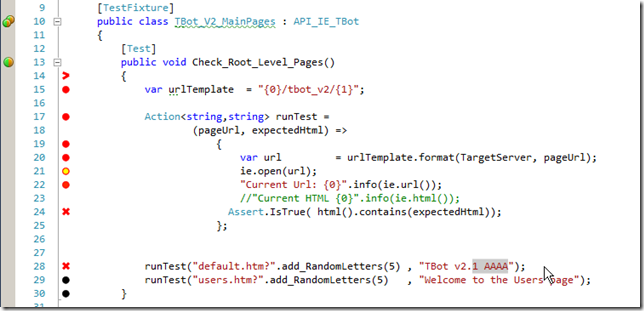 9 [TestFixture]
10 public class TBot_V2_MainPages : API_IE_TBot
11 {
12 [Test]
13 public void Check_Root_Level_Pages()
14 {
15 var urlTemplate = "{0}/tbot_v2/{1}";
16
17 Action<string,string> runTest =
18 (pageUrl, expectedHtml) =>
19 {
20 var url = urlTemplate.format(TargetServer, pageUrl);
21 ie.open(url);
22 "Current Url: {0}".info(ie.url());
23 //"Current HTML {0}".info(ie.html());
24 Assert.IsTrue( html().contains(expectedHtml));
25 };
26
27
28 runTest("default.htm?".add_RandomLetters(5) , "TBot v2.1 AAAA");
29 runTest("users.htm?".add_RandomLetters(5) , "Welcome to the Users page");
30 }
31